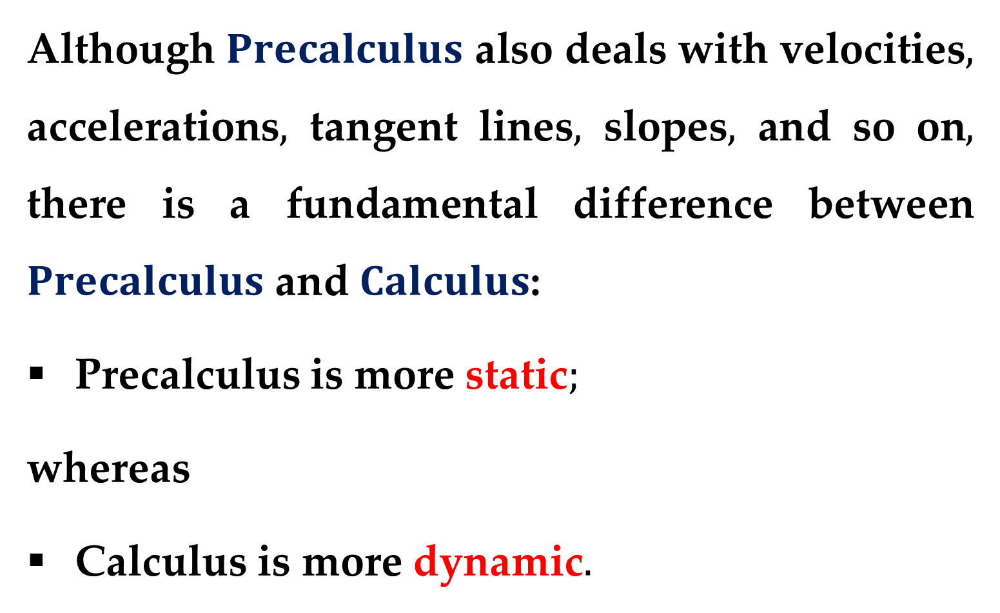 Although Precalculus also deals with velocities,
accelerations, tangent lines, slopes, and so on,
there is a fundamental difference between
Precalculus and Calculus:
▪ Precalculus is more static;
whereas
▪ Calculus is more dynamic.